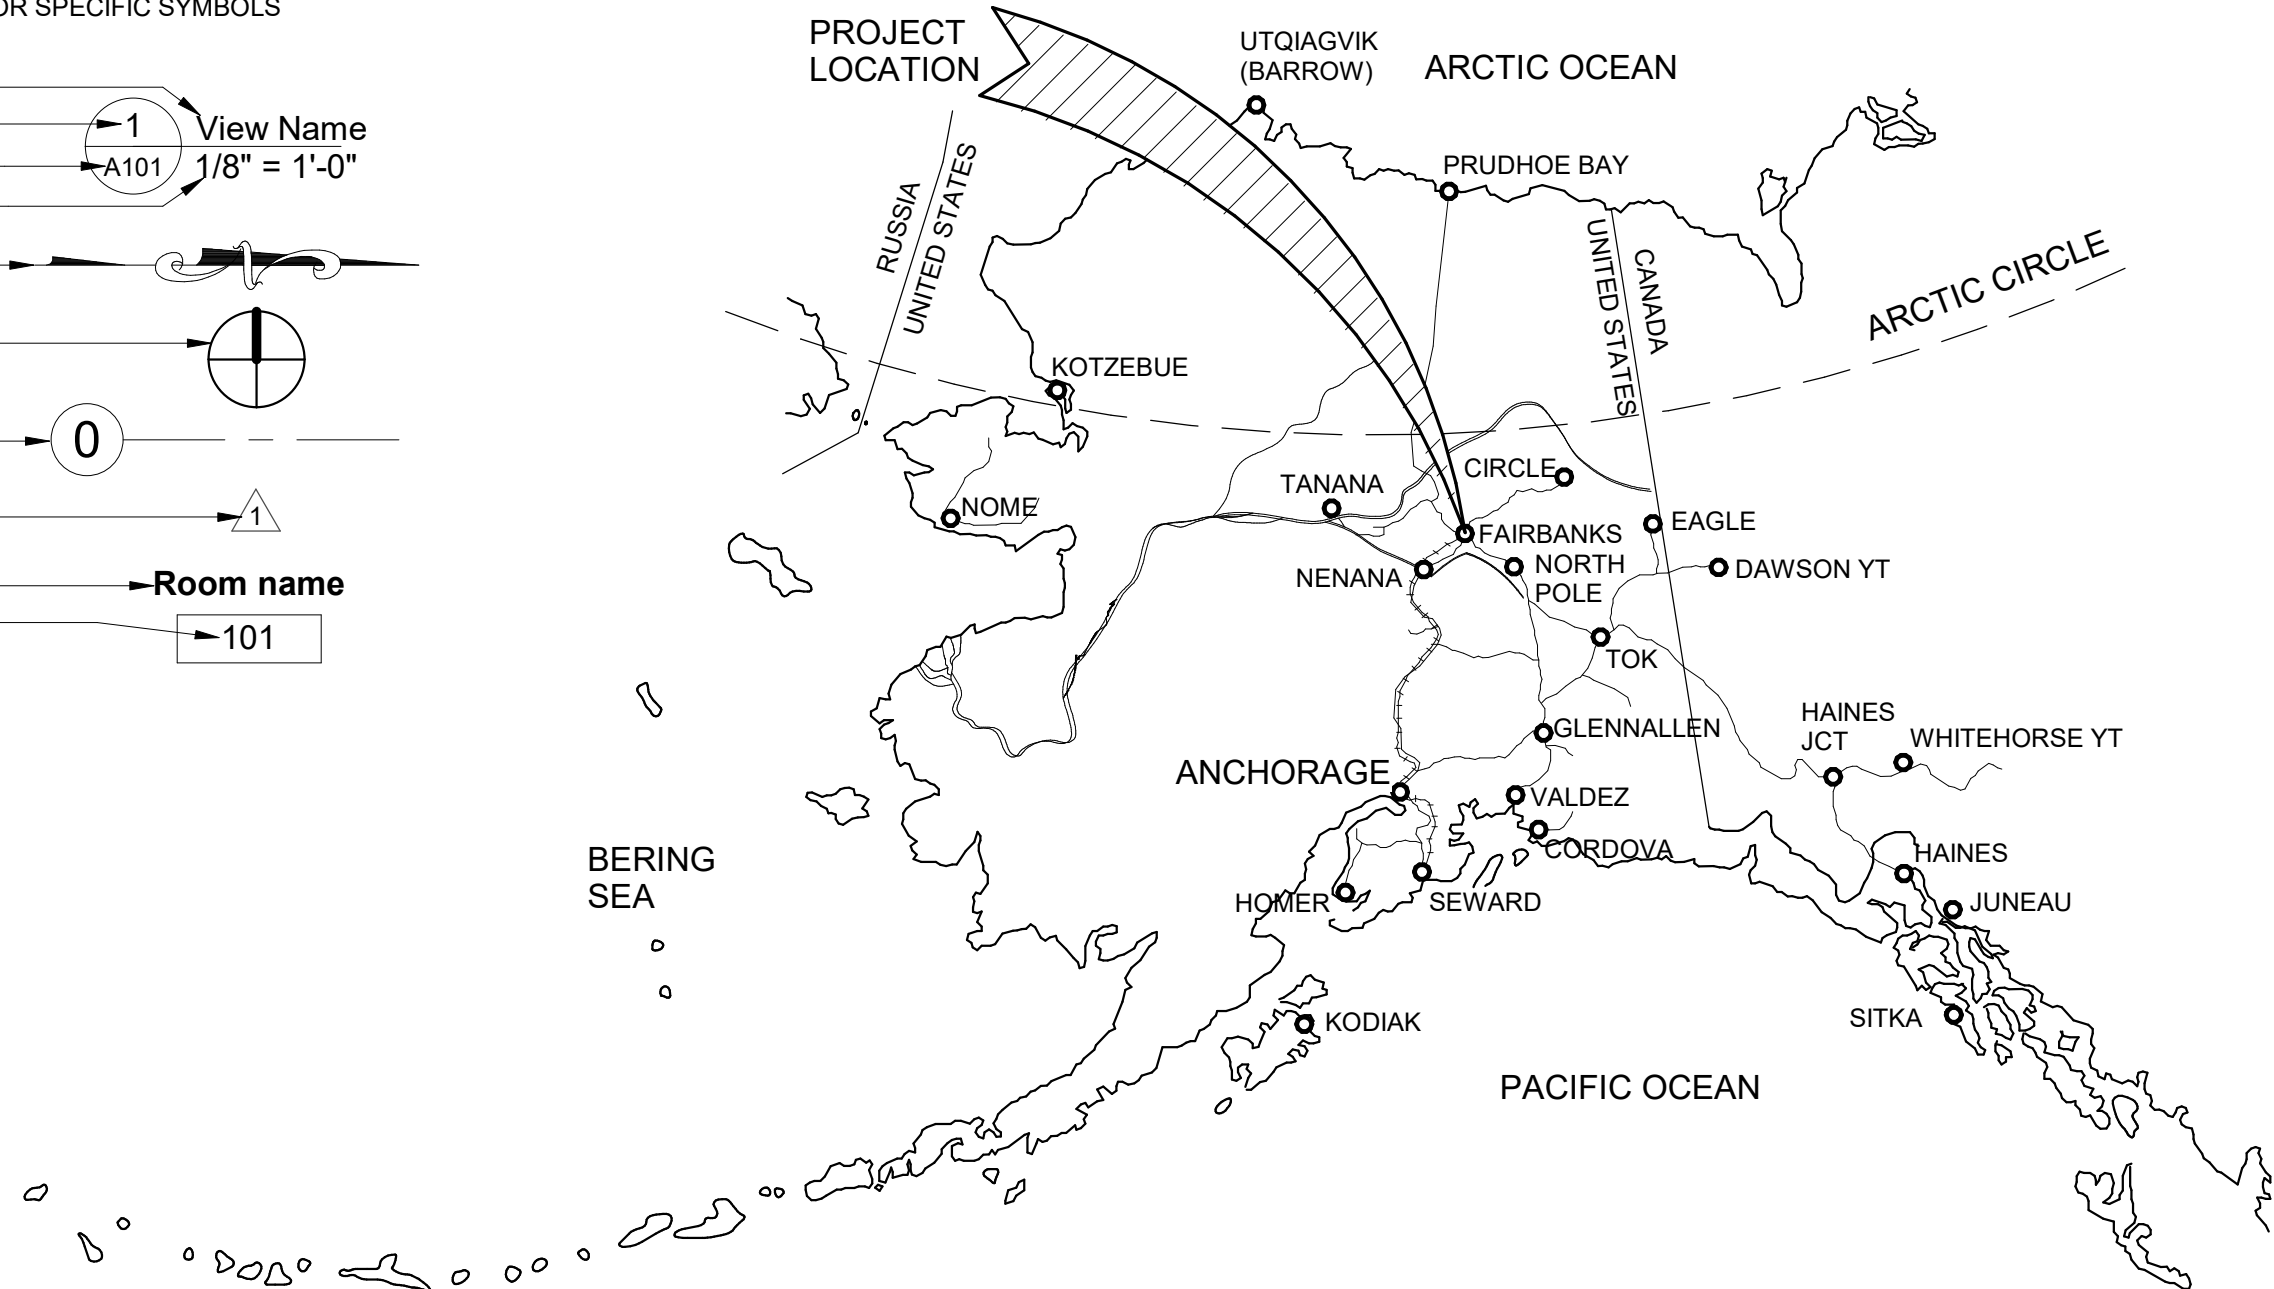 OR SPECIFIC SYMBOLS
1
View Name
A101
1/8" = 1'-0"
0
1
Room name
101
PROJECT
LOCATION
UTQIAGVIK
(BARROW)
ARCTIC OCEAN
PRUDHOE BAY
RUSSIA
UNITED STATES
UNITED STATES
CANADA
ARCTIC CIRCLE
KOTZEBUE
CIRCLE
TANANA
NOME
EAGLE
FAIRBANKS
NORTH
POLE
NENANA
DAWSON YT
TOK
GLENNALLEN
HAINES
JCT
WHITEHORSE YT
ANCHORAGE
VALDEZ
CORDOVA
BERING
SEA
HAINES
HOMER
SEWARD
JUNEAU
KODIAK
SITKA
PACIFIC OCEAN